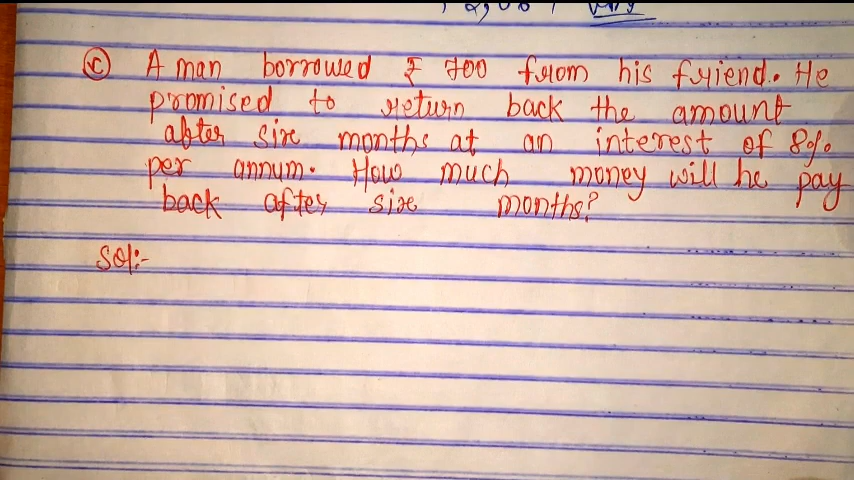 (c) A man borrowed ₹ 700 from his friend. He
promised to return back the amount
after six months at an interest of 8%
per annum. How much money will he pay
back after six months?
Sol:-